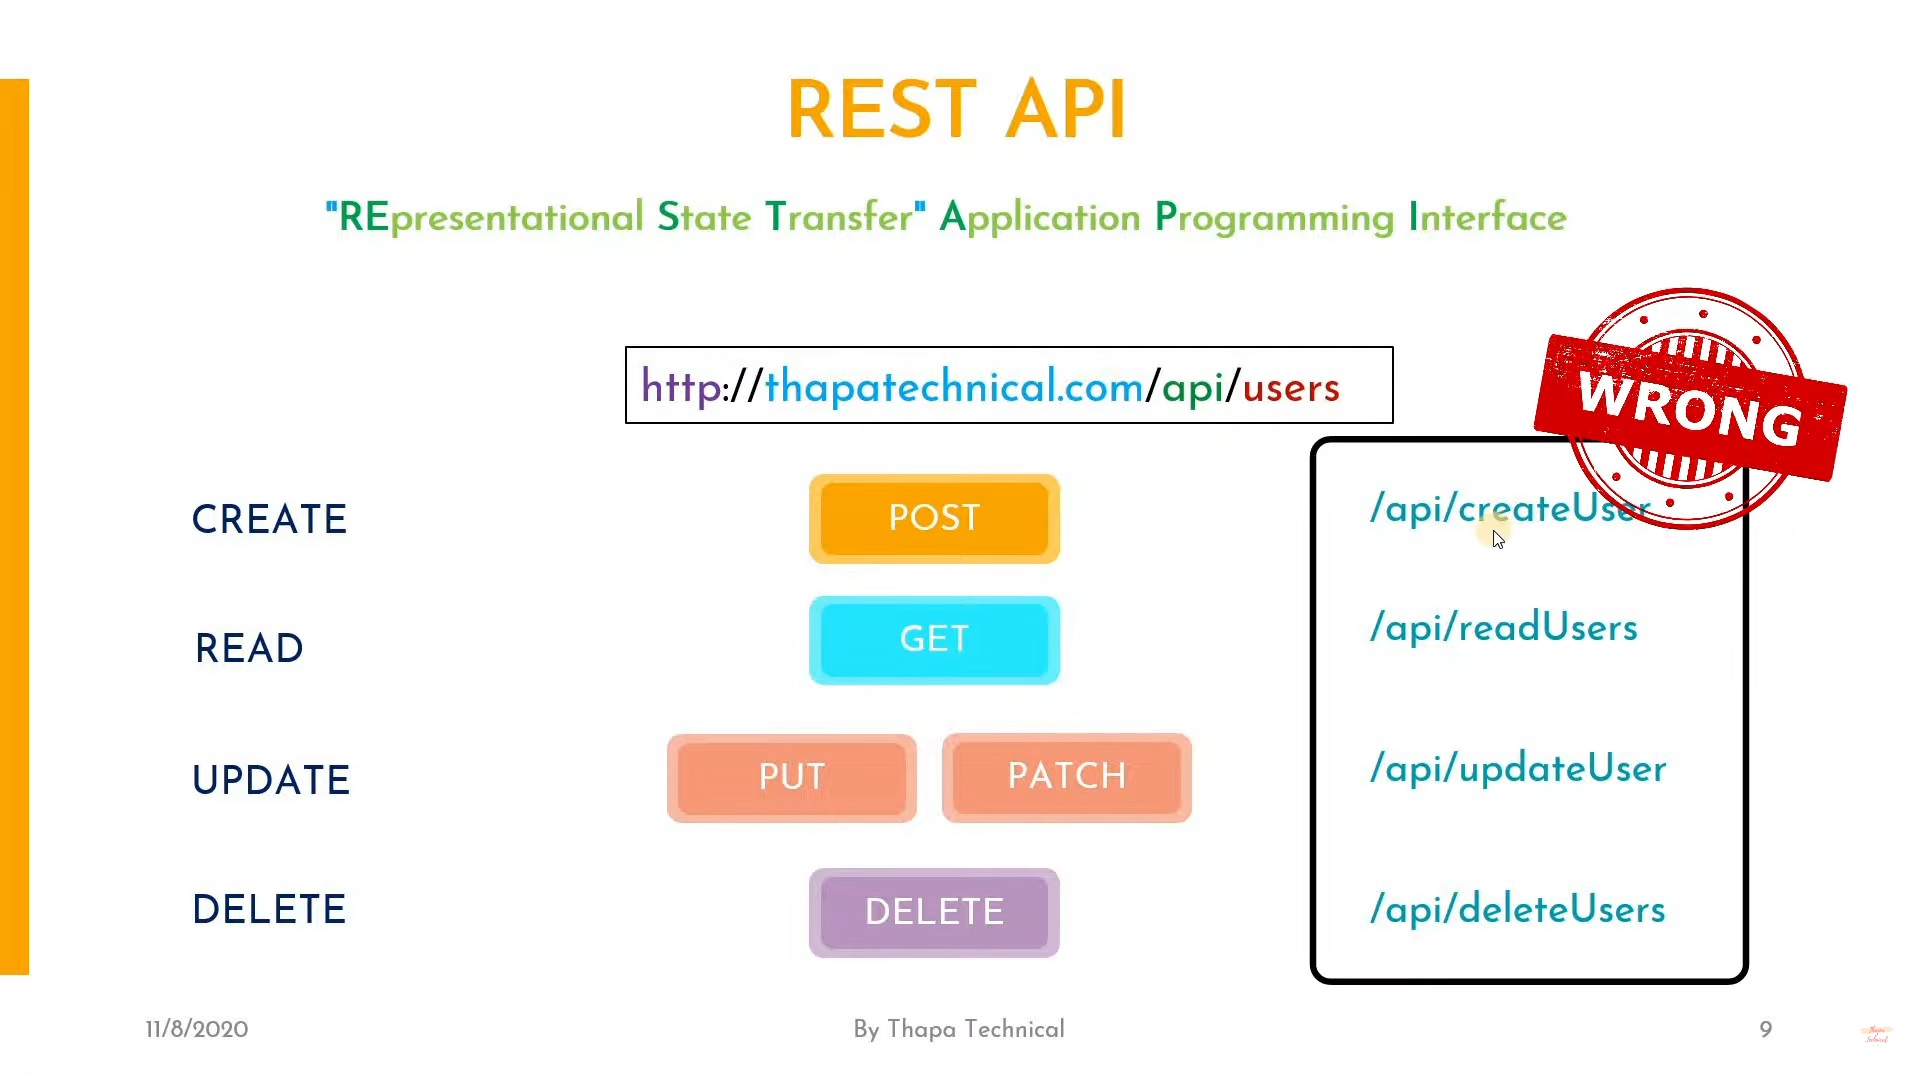 REST API
"REpresentational State Transfer" Application Programming Interface
http://thapatechnical.com/api/users
WRONG
CREATE
POST
/api/createUser
READ
GET
/api/readUsers
UPDATE
PUT
PATCH
/api/updateUser
DELETE
DELETE
/api/deleteUsers
11/8/2020
By Thapa Technical
9
Thapa
Technical